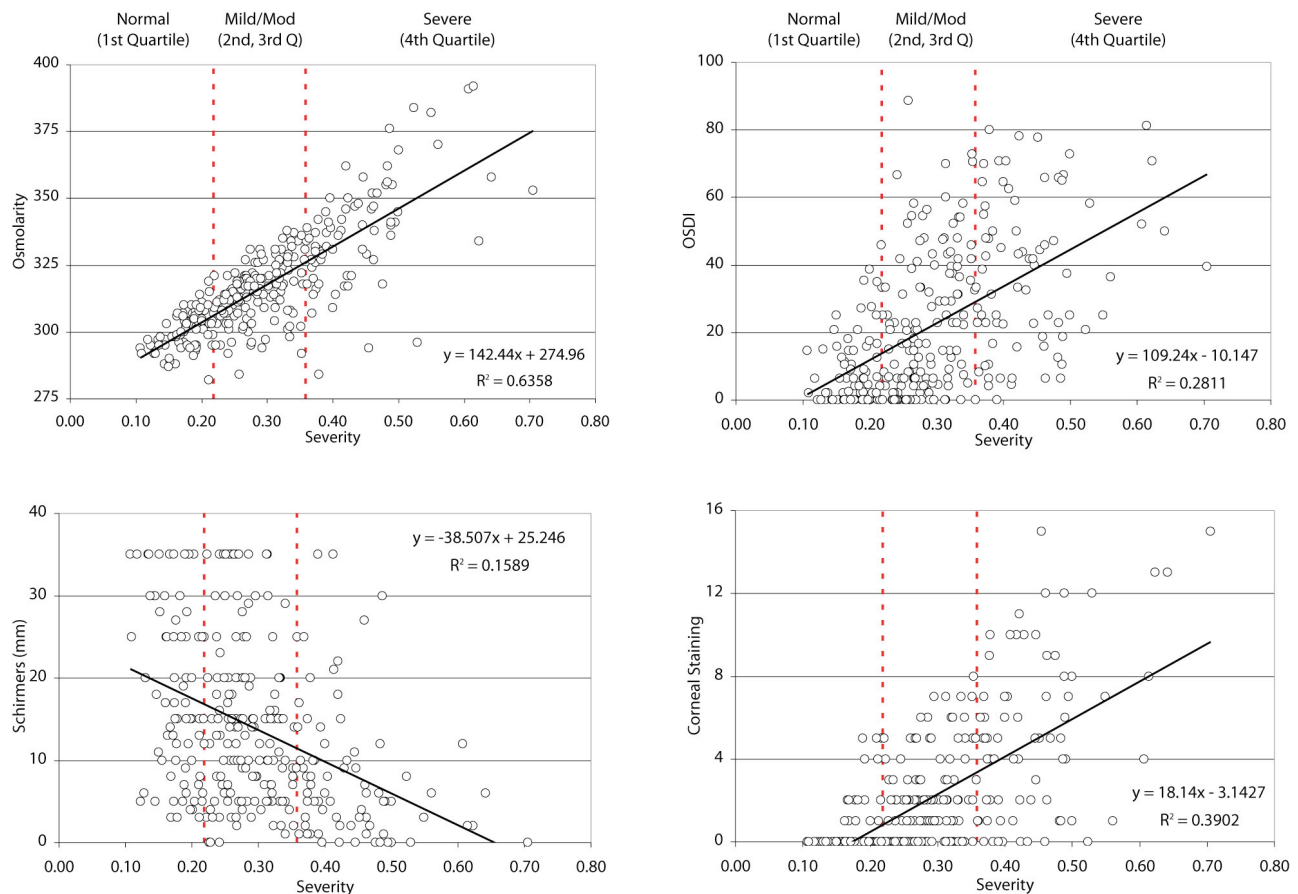 Normal
(1st Quartile)
Mild/Mod
(2nd, 3rd Q)
Severe
(4th Quartile)
400
375
350
325
300
275
Osmolarity
y = 142.44x + 274.96
R² = 0.6358
0.00 0.10 0.20 0.30 0.40 0.50 0.60 0.70 0.80
Severity
Normal
(1st Quartile)
Mild/Mod
(2nd, 3rd Q)
Severe
(4th Quartile)
100
80
60
40
20
0
OSDI
y = 109.24x - 10.147
R² = 0.2811
0.00 0.10 0.20 0.30 0.40 0.50 0.60 0.70 0.80
Severity
40
30
20
10
0
Schirmers (mm)
y = -38.507x + 25.246
R² = 0.1589
0.00 0.10 0.20 0.30 0.40 0.50 0.60 0.70 0.80
Severity
16
12
8
4
0
Corneal Staining
y = 18.14x - 3.1427
R² = 0.3902
0.00 0.10 0.20 0.30 0.40 0.50 0.60 0.70 0.80
Severity